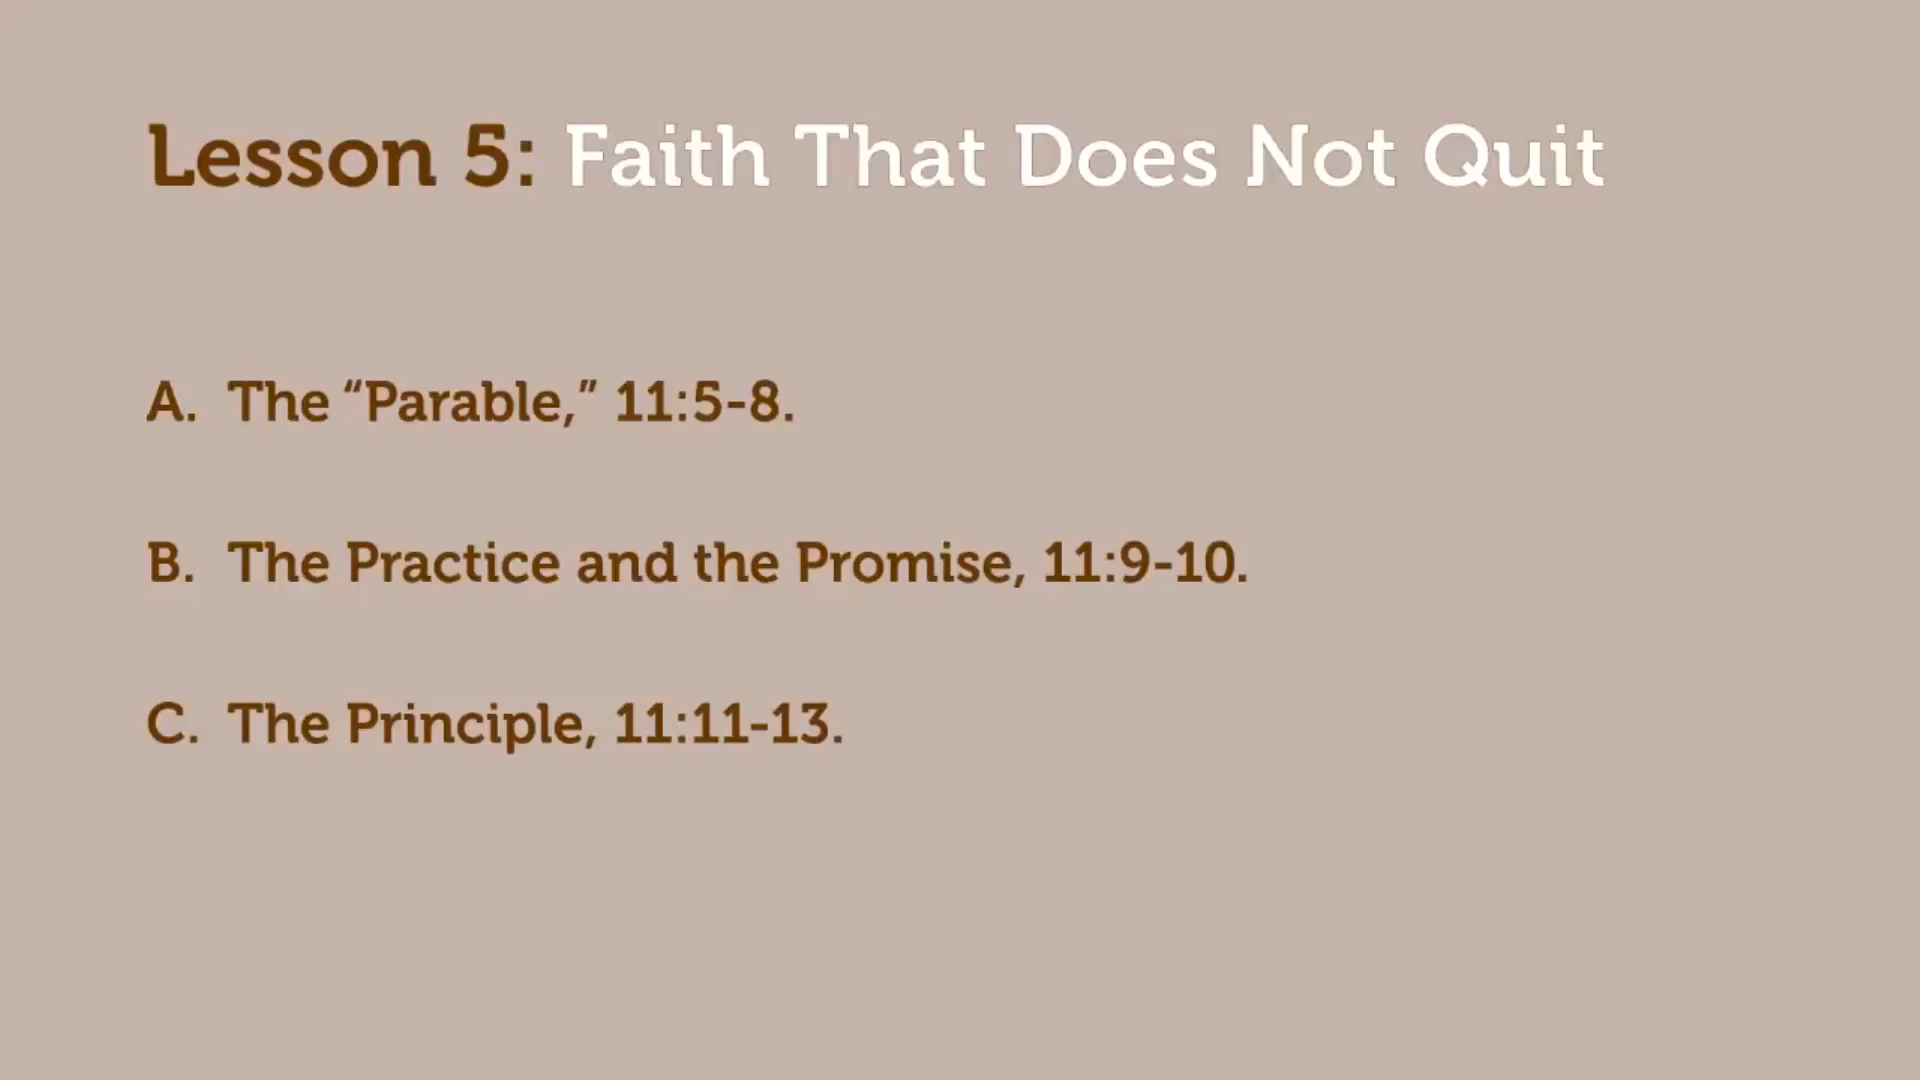 Lesson 5: Faith That Does Not Quit
A. The “Parable,” 11:5-8.
B. The Practice and the Promise, 11:9-10.
C. The Principle, 11:11-13.